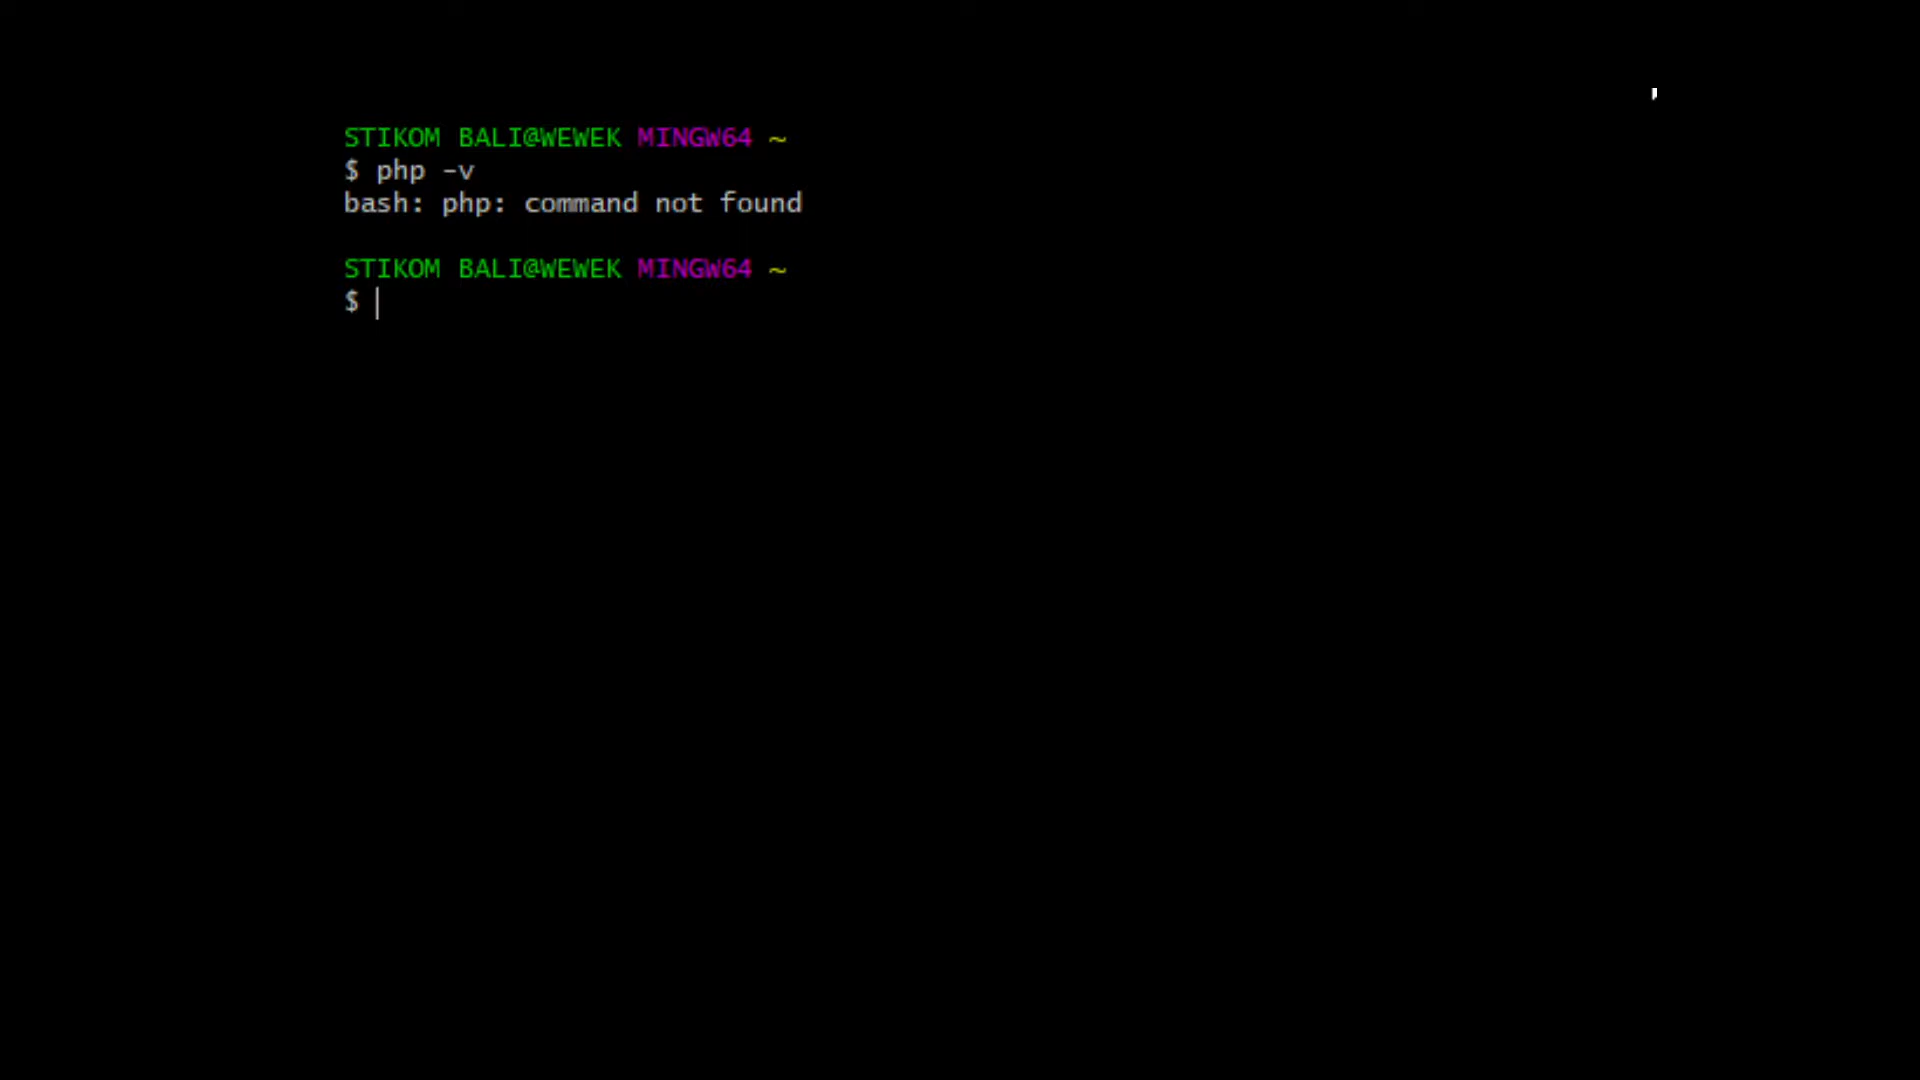 STIKOM BALI@WEWEK MINGW64 ~
$ php -v
bash: php: command not found
STIKOM BALI@WEWEK MINGW64 ~
$